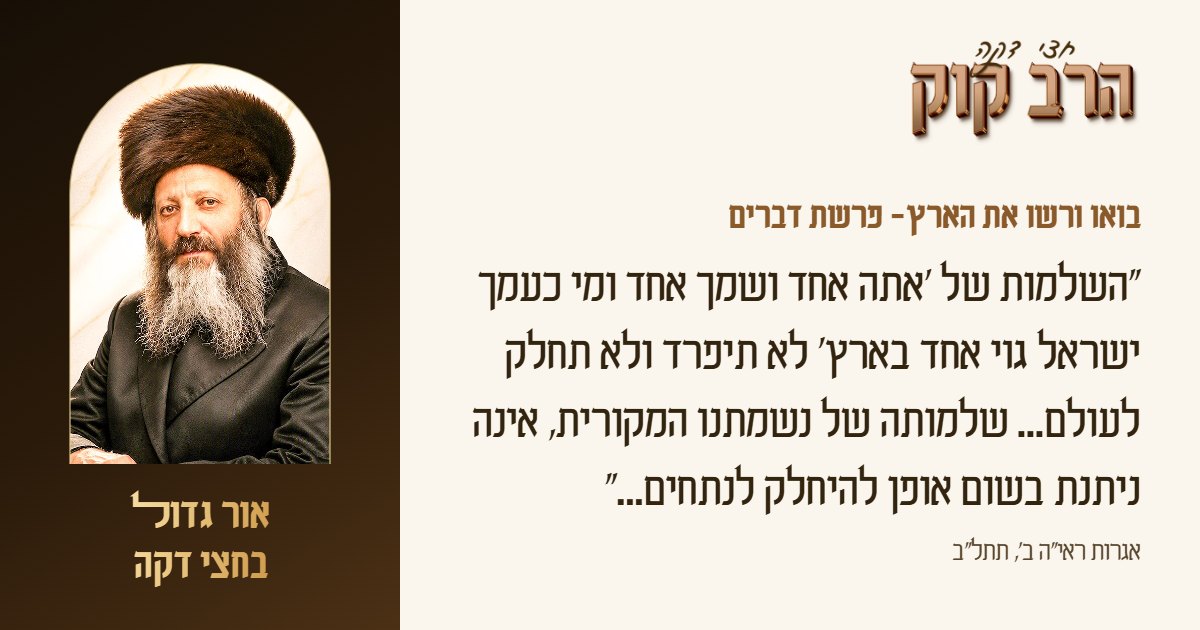 חצי דקה
הרב קוק
בואו ורשו את הארץ- פרשת דברים
"השלמות של 'אתה אחד ושמך אחד ומי כעמך
ישראל גוי אחד בארץ' לא תיפרד ולא תחלק
לעולם... שלמותה של נשמתנו המקורית, אינה
ניתנת בשום אופן להיחלק לנתחים..."
אגרות ראי"ה ב', תתל"ב
אור גדול
בחצי דקה